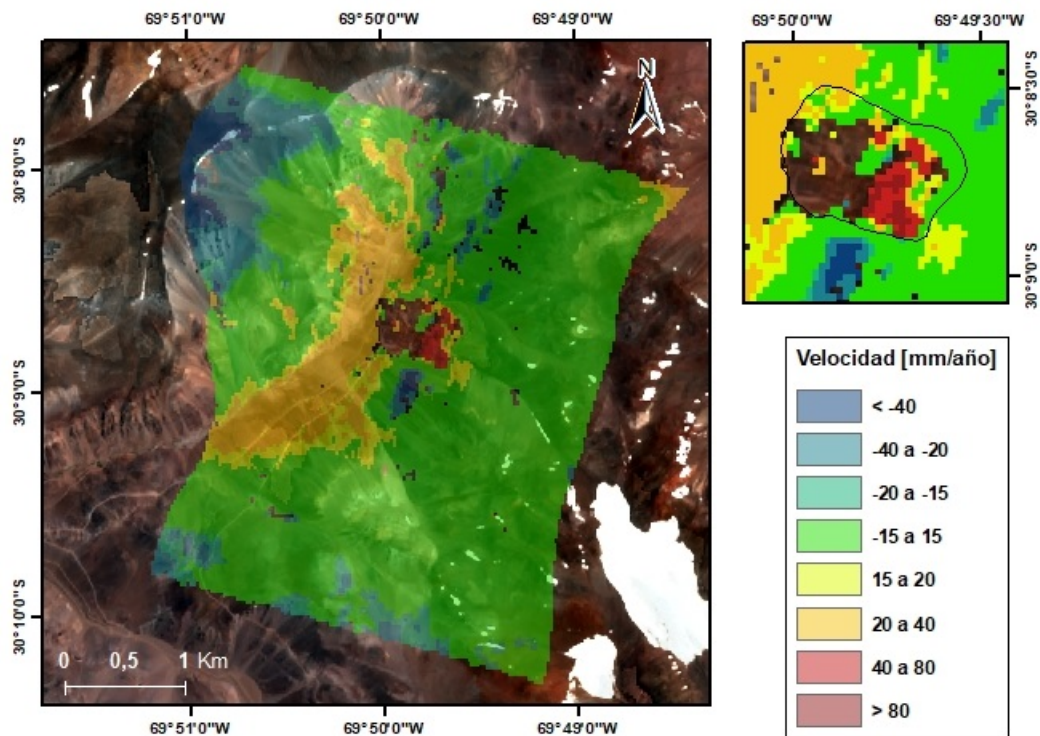 69°51'0"W 69°50'0"W 69°49'0"W
69°50'0"W 69°49'30"W
N
30°8'0"S
30°9'0"S
30°10'0"S
30°8'30"S
30°9'0"S
0 0,5 1 Km
69°51'0"W 69°50'0"W 69°49'0"W
Velocidad [mm/año]
< -40
-40 a -20
-20 a -15
-15 a 15
15 a 20
20 a 40
40 a 80
> 80